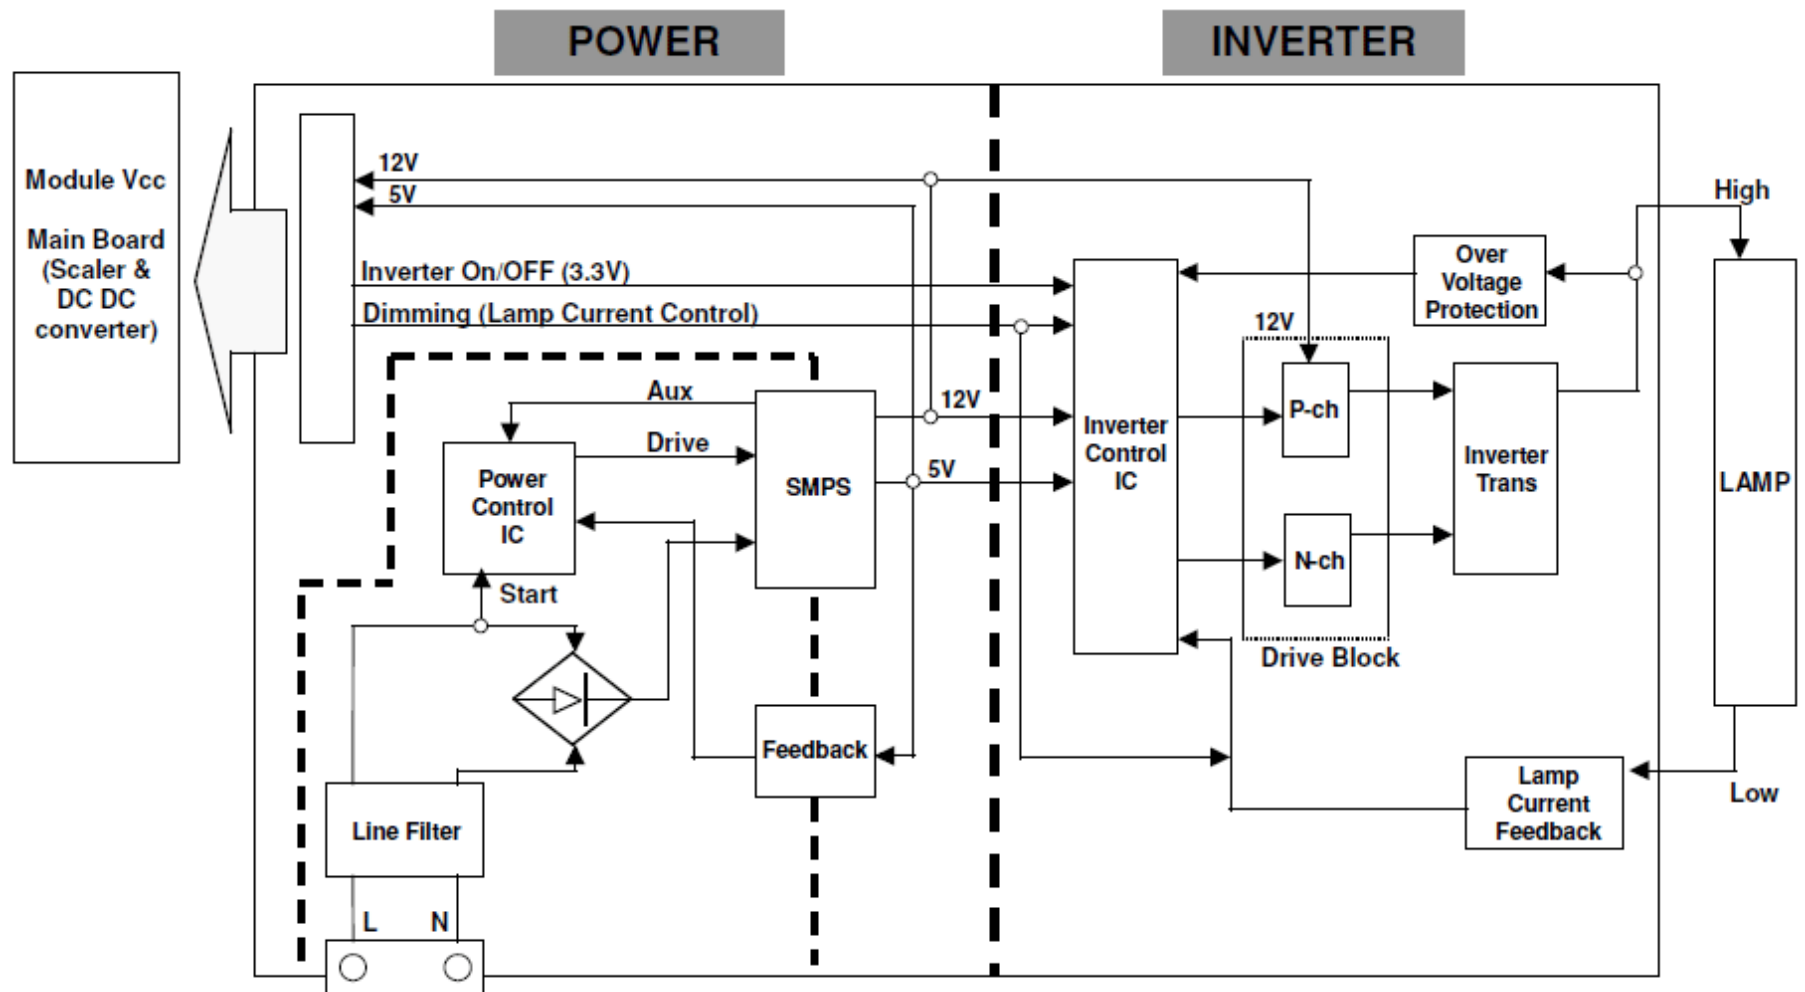 POWER
INVERTER
Module Vcc
Main Board
(Scaler &
DC DC
converter)
12V
5V
Inverter On/OFF (3.3V)
Dimming (Lamp Current Control)
Aux
Drive
Power
Control
IC
Start
SMPS
12V
5V
Feedback
Line Filter
L
N
Inverter
Control
IC
12V
P-ch
N-ch
Drive Block
Over
Voltage
Protection
Inverter
Trans
High
LAMP
Low
Lamp
Current
Feedback